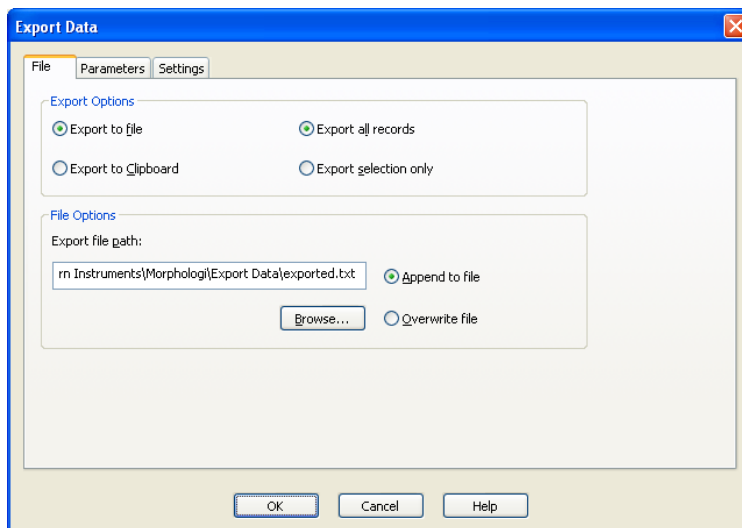 Export Data
File Parameters Settings
Export Options
Export to file Export all records
Export to Clipboard Export selection only
File Options
Export file path:
rn Instruments\Morphologi\Export Data\exported.txt Append to file
Browse... Overwrite file
OK Cancel Help